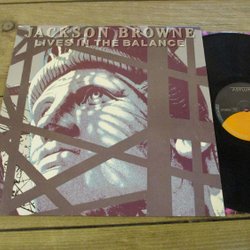 JACKSON BROWNE
LIVES IN THE BALANCE